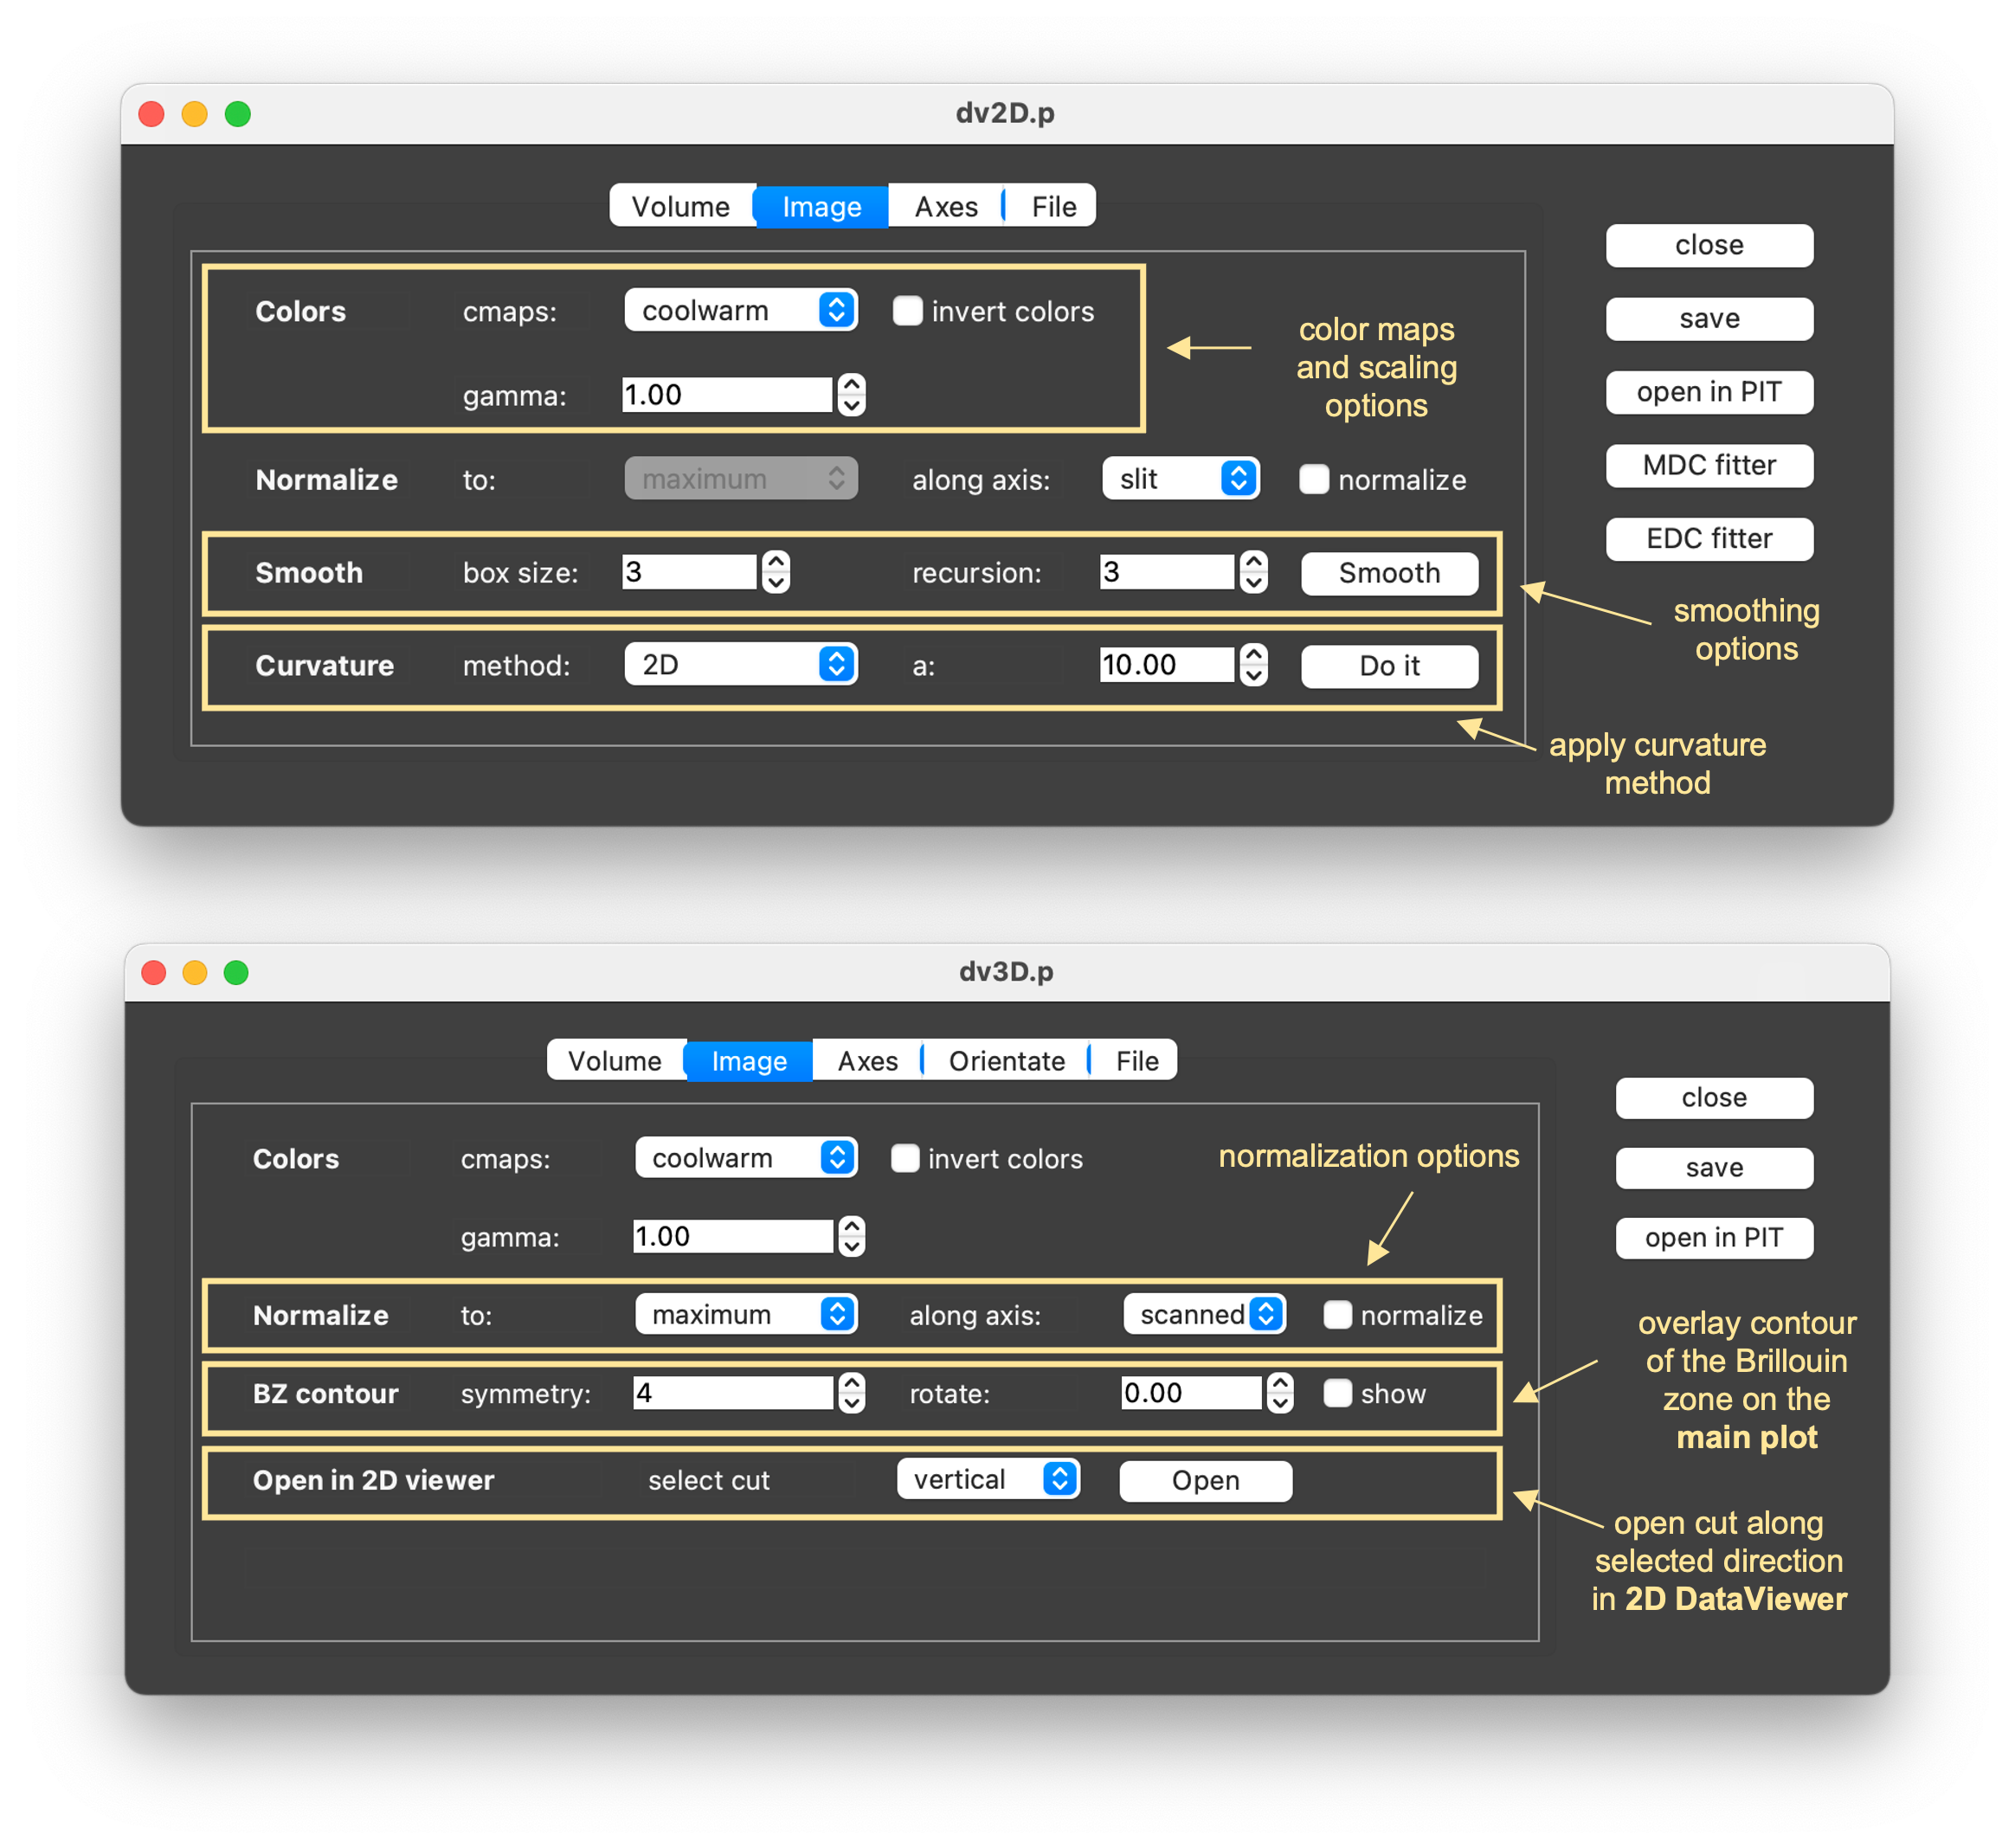 dv2D.p
Volume Image Axes File
close
save
open in PIT
MDC fitter
EDC fitter
Colors cmaps: coolwarm invert colors
gamma: 1.00
color maps
and scaling
options
Normalize to: maximum along axis: slit normalize
Smooth box size: 3 recursion: 3 Smooth
smoothing
options
Curvature method: 2D a: 10.00 Do it
apply curvature
method
dv3D.p
Volume Image Axes Orientate File
close
save
open in PIT
Colors cmaps: coolwarm invert colors
normalization options
gamma: 1.00
Normalize to: maximum along axis: scanned normalize
BZ contour symmetry: 4 rotate: 0.00 show
overlay contour
of the Brillouin
zone on the
main plot
Open in 2D viewer select cut vertical Open
open cut along
selected direction
in 2D DataViewer